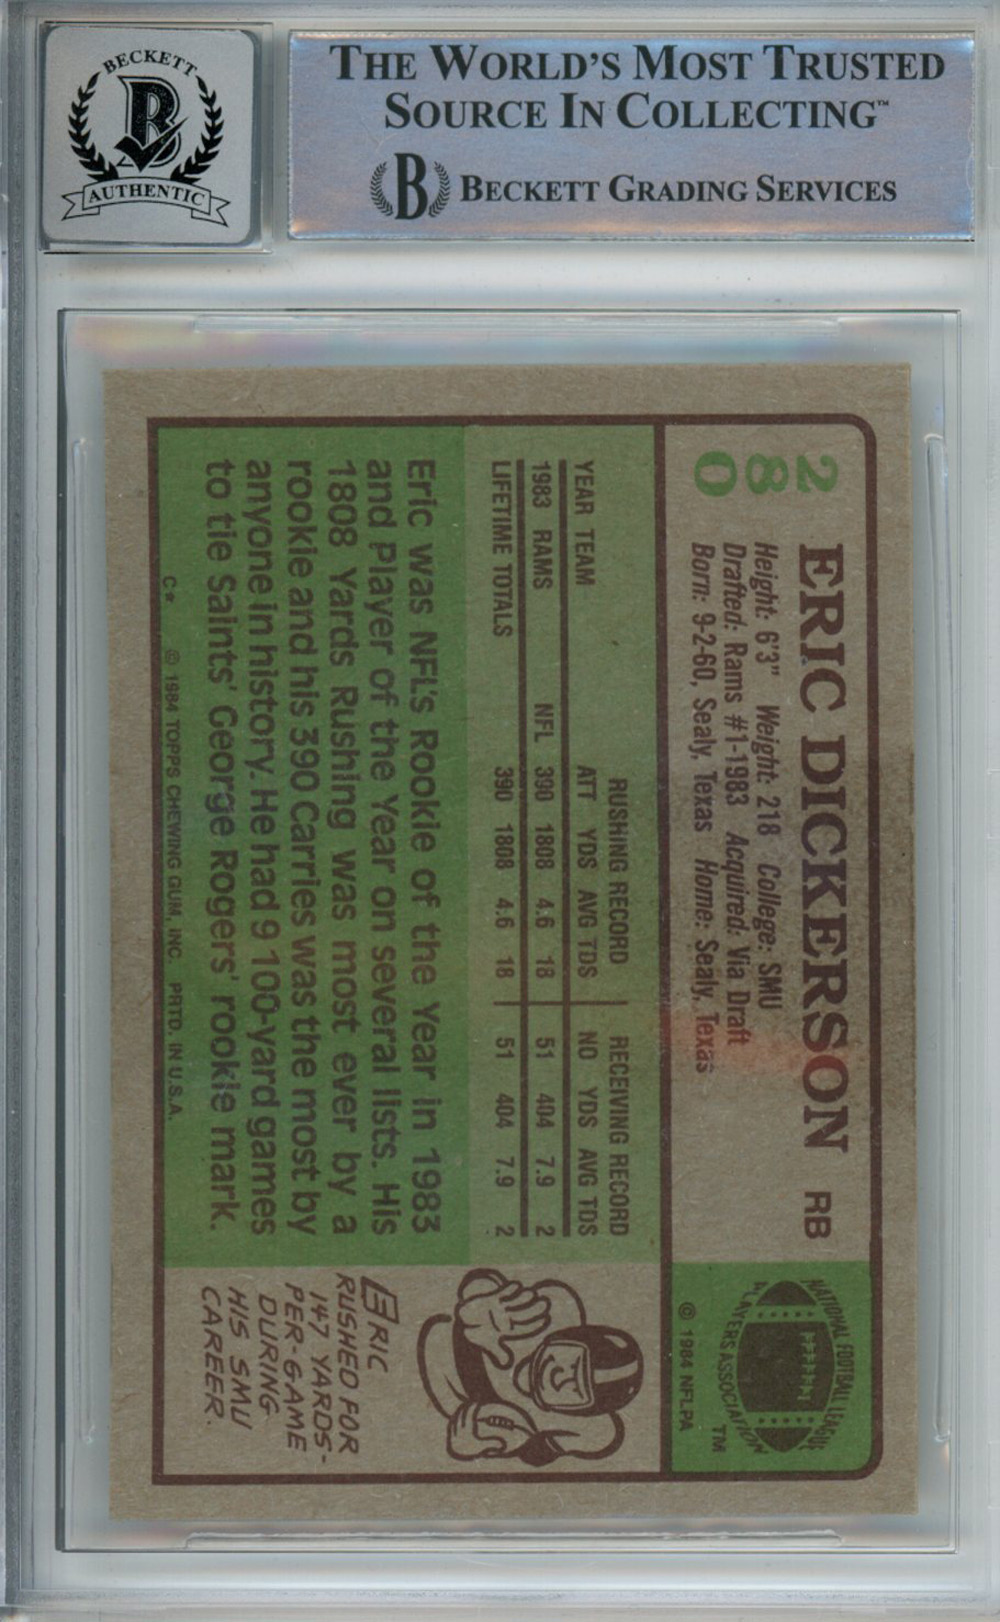 BECKETT
B
AUTHENTIC
THE WORLD'S MOST TRUSTED
SOURCE IN COLLECTING™
B BECKETT GRADING SERVICES
280
ERIC DICKERSON RB
Height: 6'3" Weight: 218 College: SMU
Drafted: Rams #1-1983 Acquired: Via Draft
Born: 9-2-60, Sealy, Texas Home: Sealy, Texas
NATIONAL FOOTBALL LEAGUE
PLAYERS ASSOCIATION
TM
© 1984 NFLPA
RUSHING RECORD RECEIVING RECORD
YEAR TEAM ATT YDS AVG TDS NO YDS AVG TDS
1983 RAMS NFL 390 1808 4.6 18 51 404 7.9 2
LIFETIME TOTALS 390 1808 4.6 18 51 404 7.9 2
Eric was NFL's Rookie of the Year in 1983
and Player of the Year on several lists. His
1808 Yards Rushing was most ever by a
rookie and his 390 Carries was the most by
anyone in history. He had 9 100-yard games
to tie Saints' George Rogers' rookie mark.
ERIC
RUSHED FOR
147 YARDS-
PER-GAME
DURING
HIS SMU
CAREER.
C* © 1984 TOPPS CHEWING GUM, INC. PRTD. IN U.S.A.